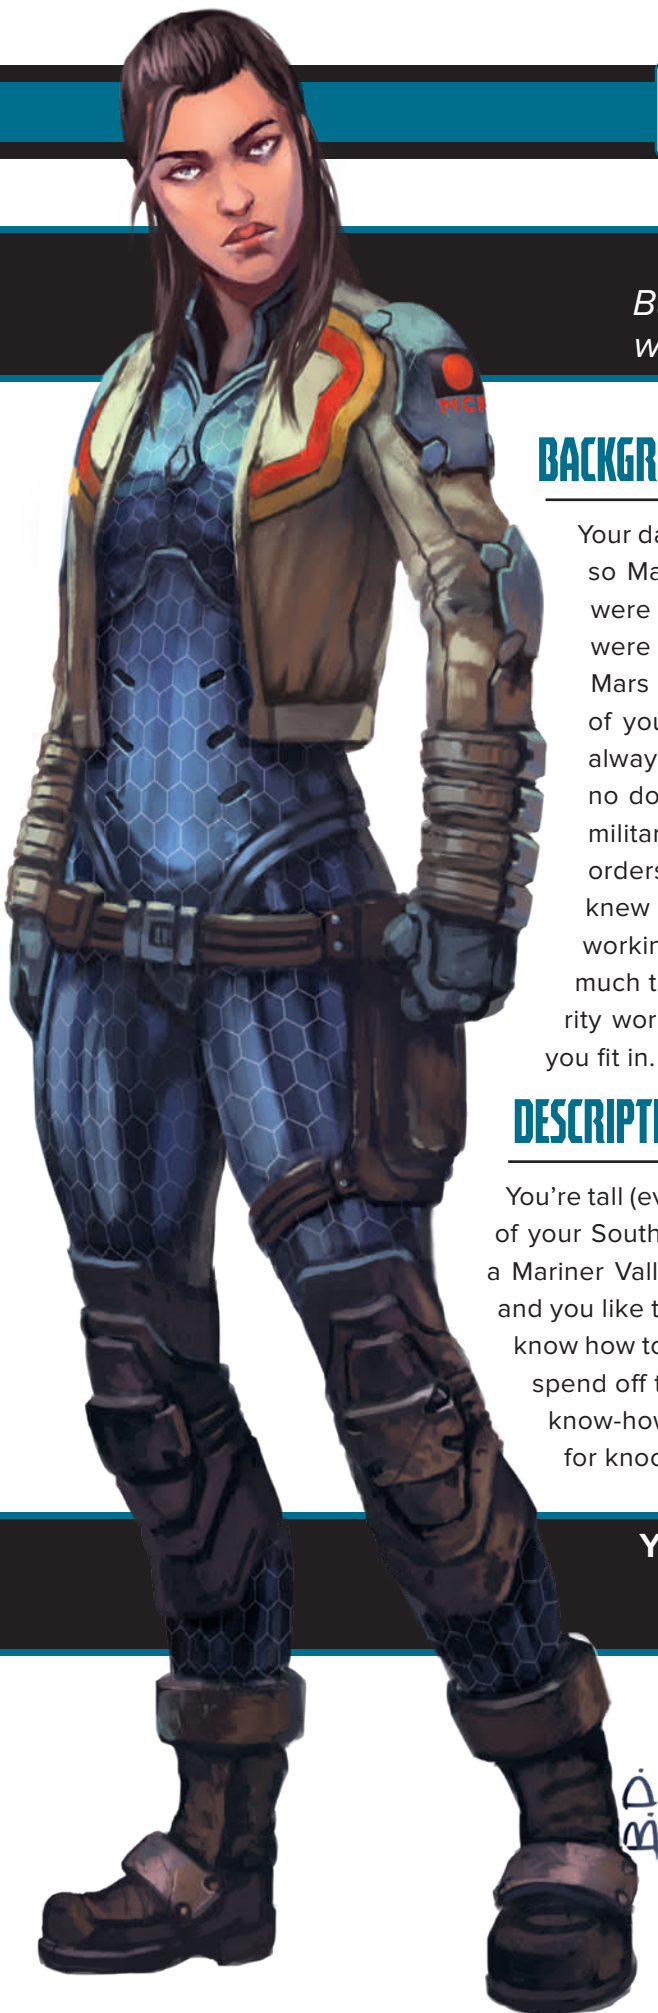 MCR
BACKGR
Your da
so Ma
were
were
Mars
of you
alway
no do
militar
orders
knew
workin
much t
rity wor
you fit in.
DESCRIPTI
You’re tall (ev
of your South
a Mariner Vall
and you like t
know how to
spend off t
know-how
for knoc
Y
B.D.